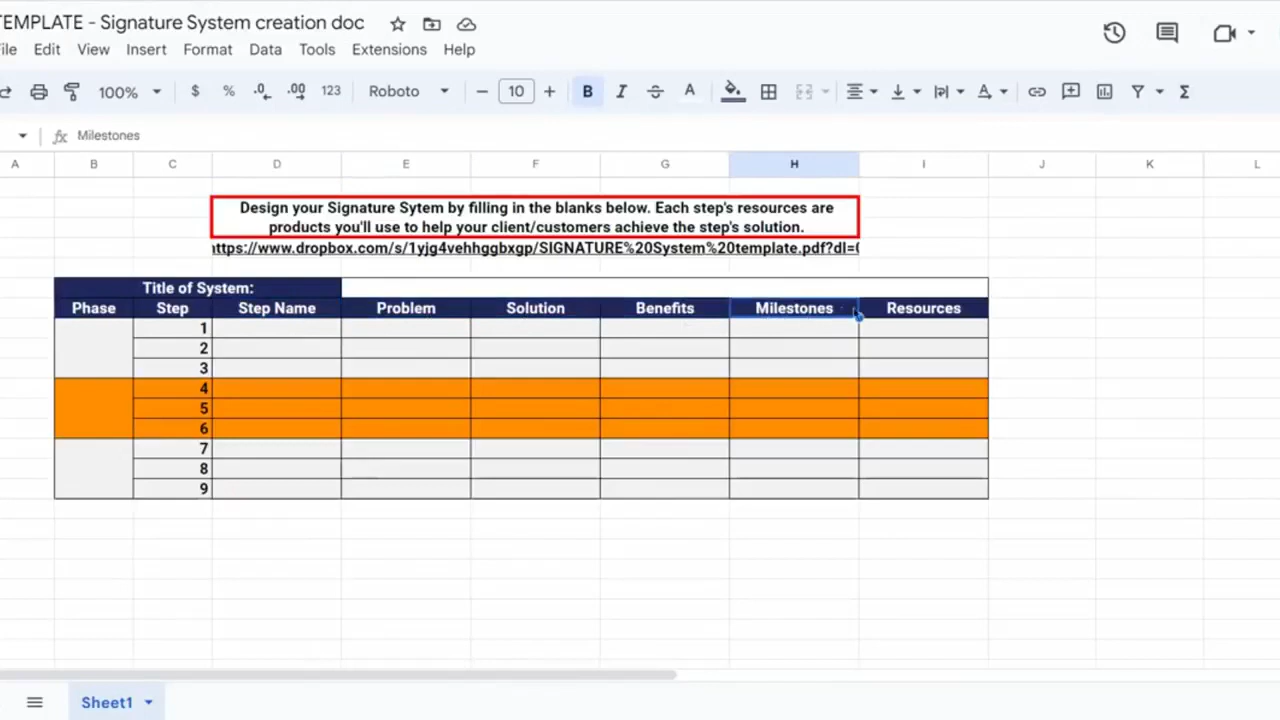 TEMPLATE - Signature System creation doc
File Edit View Insert Format Data Tools Extensions Help
100% $ % .0 .00 123 Roboto − 10 + B I S A Σ
fx Milestones
A B C D E F G H I J K L
Design your Signature Sytem by filling in the blanks below. Each step's resources are
products you'll use to help your client/customers achieve the step's solution.
https://www.dropbox.com/s/1yjg4vehhggbxgp/SIGNATURE%20System%20template.pdf?dl=0
Title of System:
Phase Step Step Name Problem Solution Benefits Milestones Resources
1
2
3
4
5
6
7
8
9
Sheet1